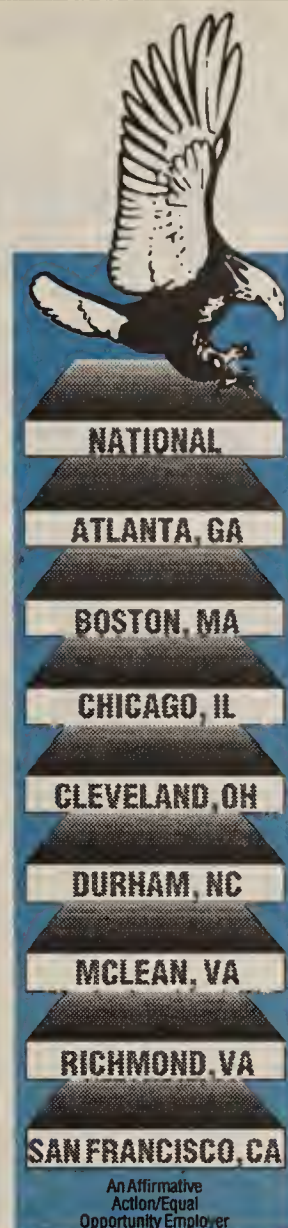 NATIONAL
ATLANTA, GA
BOSTON, MA
CHICAGO, IL
CLEVELAND, OH
DURHAM, NC
MCLEAN, VA
RICHMOND, VA
SAN FRANCISCO, CA
An Affirmative
Action/Equal
Opportunity Employer